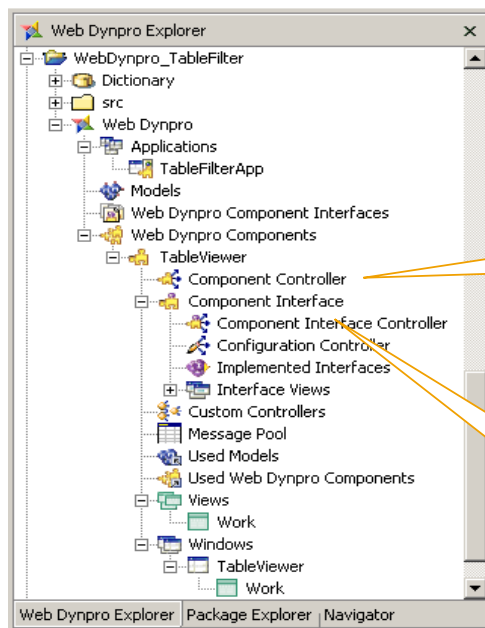 Web Dynpro Explorer
WebDynpro_TableFilter
Dictionary
src
Web Dynpro
Applications
TableFilterApp
Models
Web Dynpro Component Interfaces
Web Dynpro Components
TableViewer
Component Controller
Component Interface
Component Interface Controller
Configuration Controller
Implemented Interfaces
Interface Views
Custom Controllers
Message Pool
Used Models
Used Web Dynpro Components
Views
Work
Windows
TableViewer
Work
Web Dynpro Explorer Package Explorer Navigator